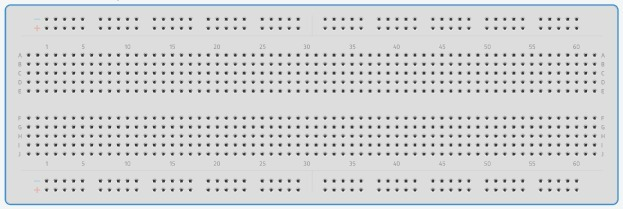 −
+
1 5 10 15 20 25 30 35 40 45 50 55 60
A A
B B
C C
D D
E E
F F
G G
H H
I I
J J
1 5 10 15 20 25 30 35 40 45 50 55 60
−
+